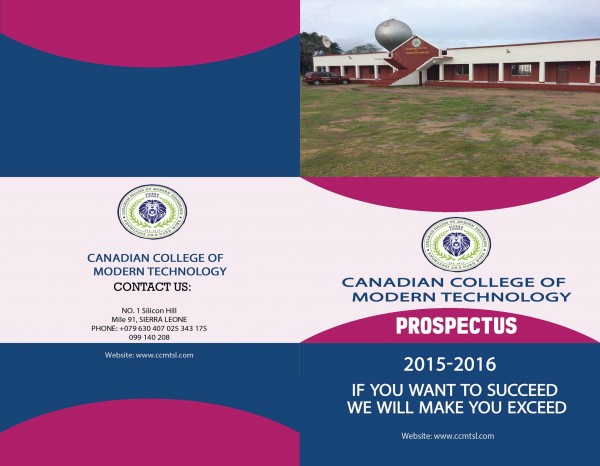 CANADIAN COLLEGE OF
MODERN TECHNOLOGY
CONTACT US:
NO. 1 Silicon Hill
Mile 91, SIERRA LEONE
PHONE: +079 630 407 025 343 175
099 140 208
Website: www.ccmtsl.com
CANADIAN COLLEGE OF
MODERN TECHNOLOGY
PROSPECTUS
2015-2016
IF YOU WANT TO SUCCEED
WE WILL MAKE YOU EXCEED
Website: www.ccmtsl.com